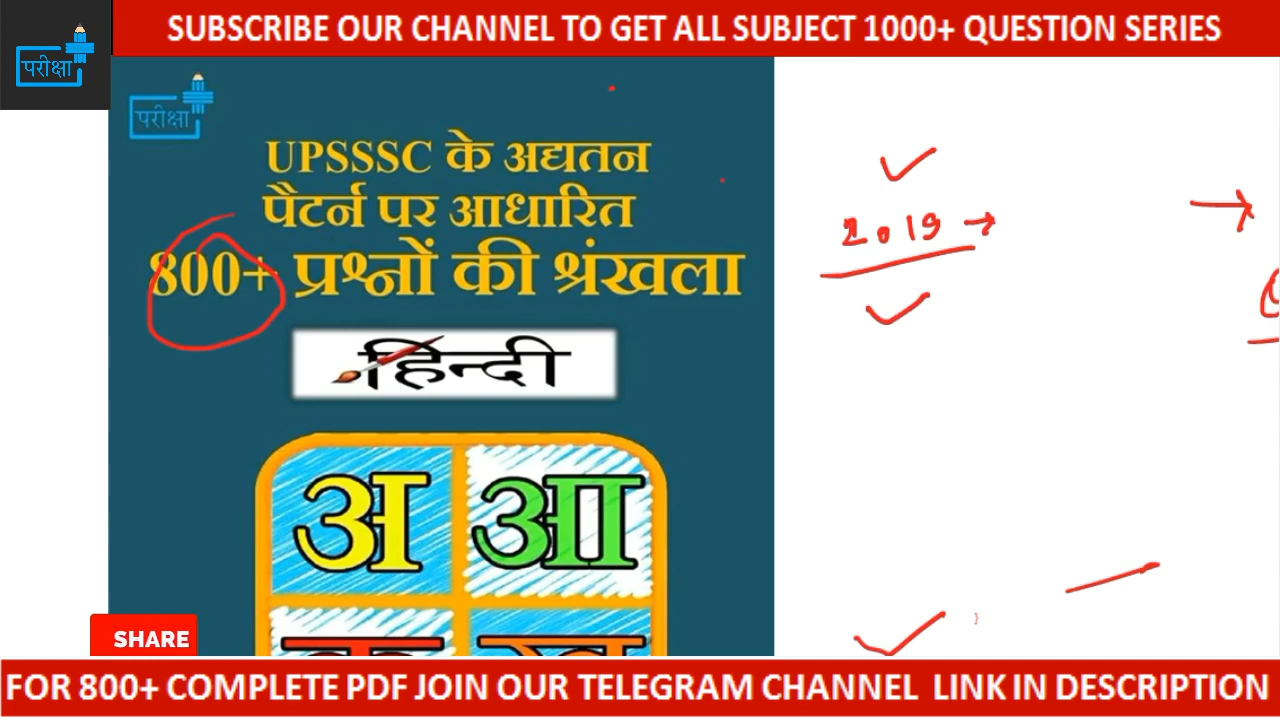 SUBSCRIBE OUR CHANNEL TO GET ALL SUBJECT 1000+ QUESTION SERIES
परीक्षा
परीक्षा
UPSSSC के अद्यतन
पैटर्न पर आधारित
800+ प्रश्नों की श्रंखला
हिन्दी
2019 →
अ आ
क ख
SHARE
FOR 800+ COMPLETE PDF JOIN OUR TELEGRAM CHANNEL LINK IN DESCRIPTION